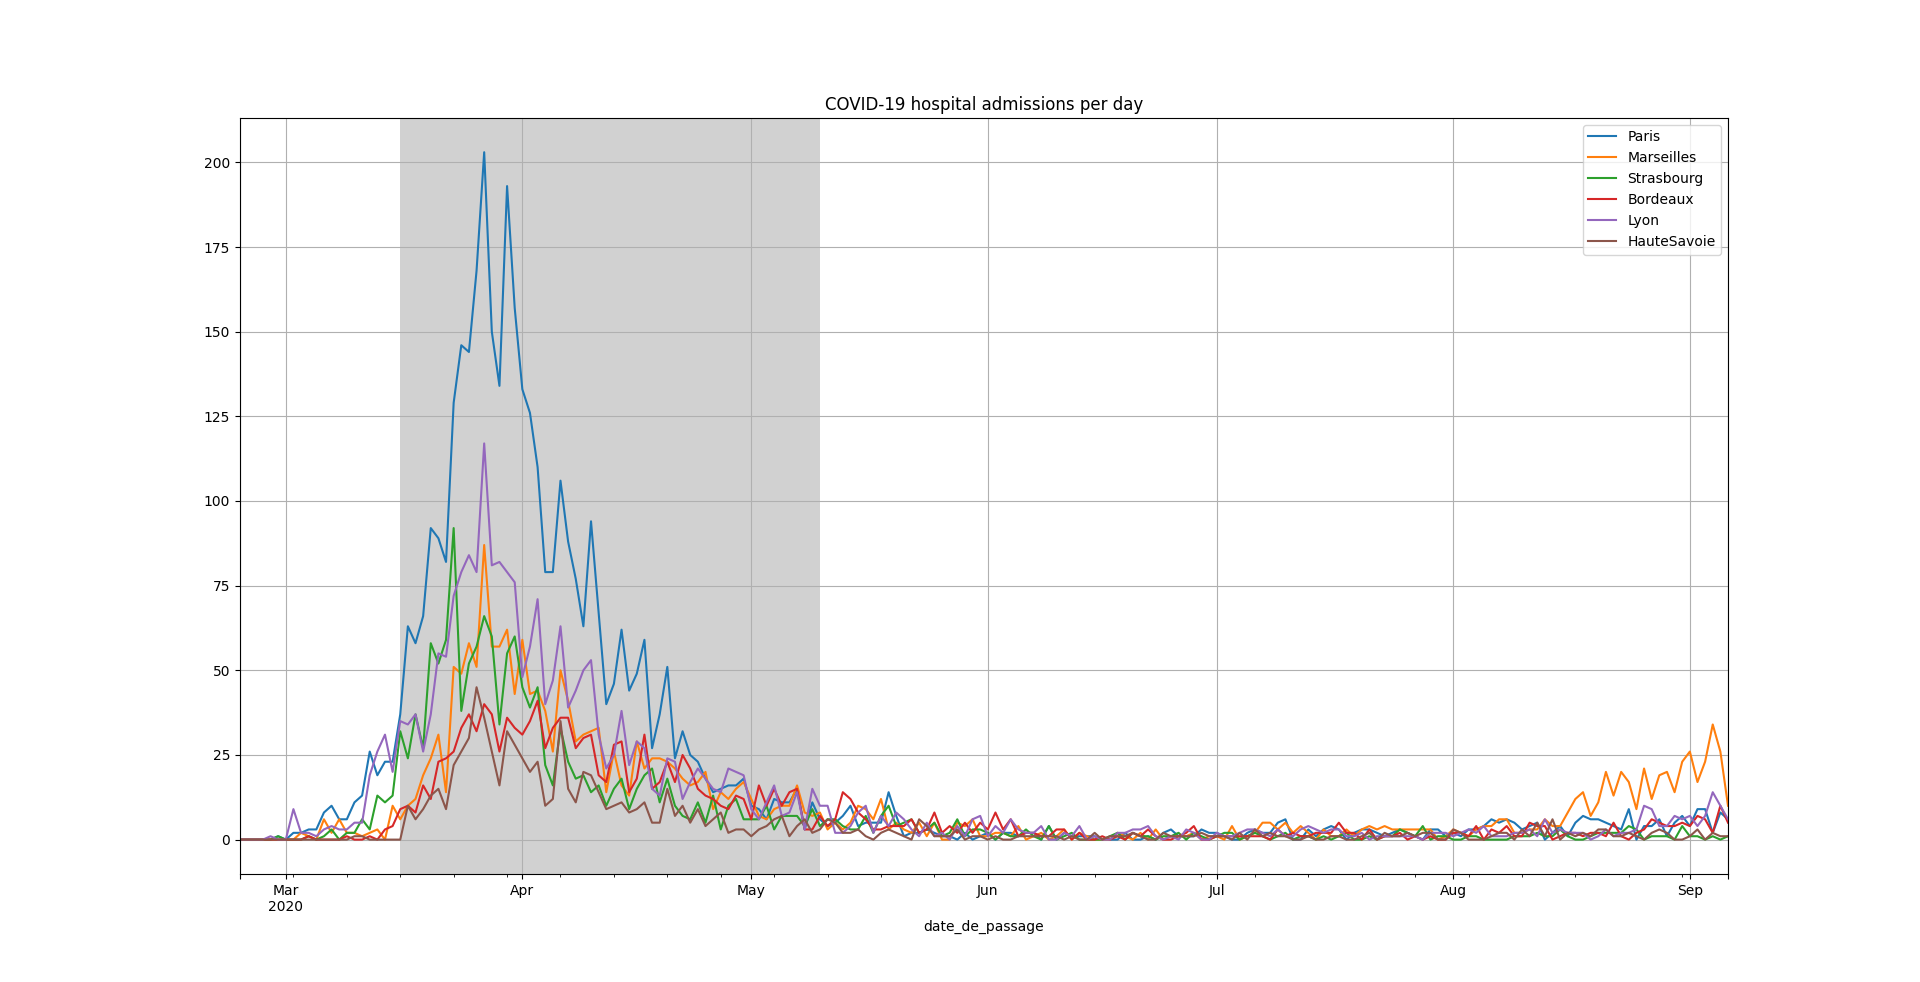 COVID-19 hospital admissions per day
Paris
Marseilles
Strasbourg
Bordeaux
Lyon
HauteSavoie
200
175
150
125
100
75
50
25
0
Mar Apr May Jun Jul Aug Sep
2020
date_de_passage